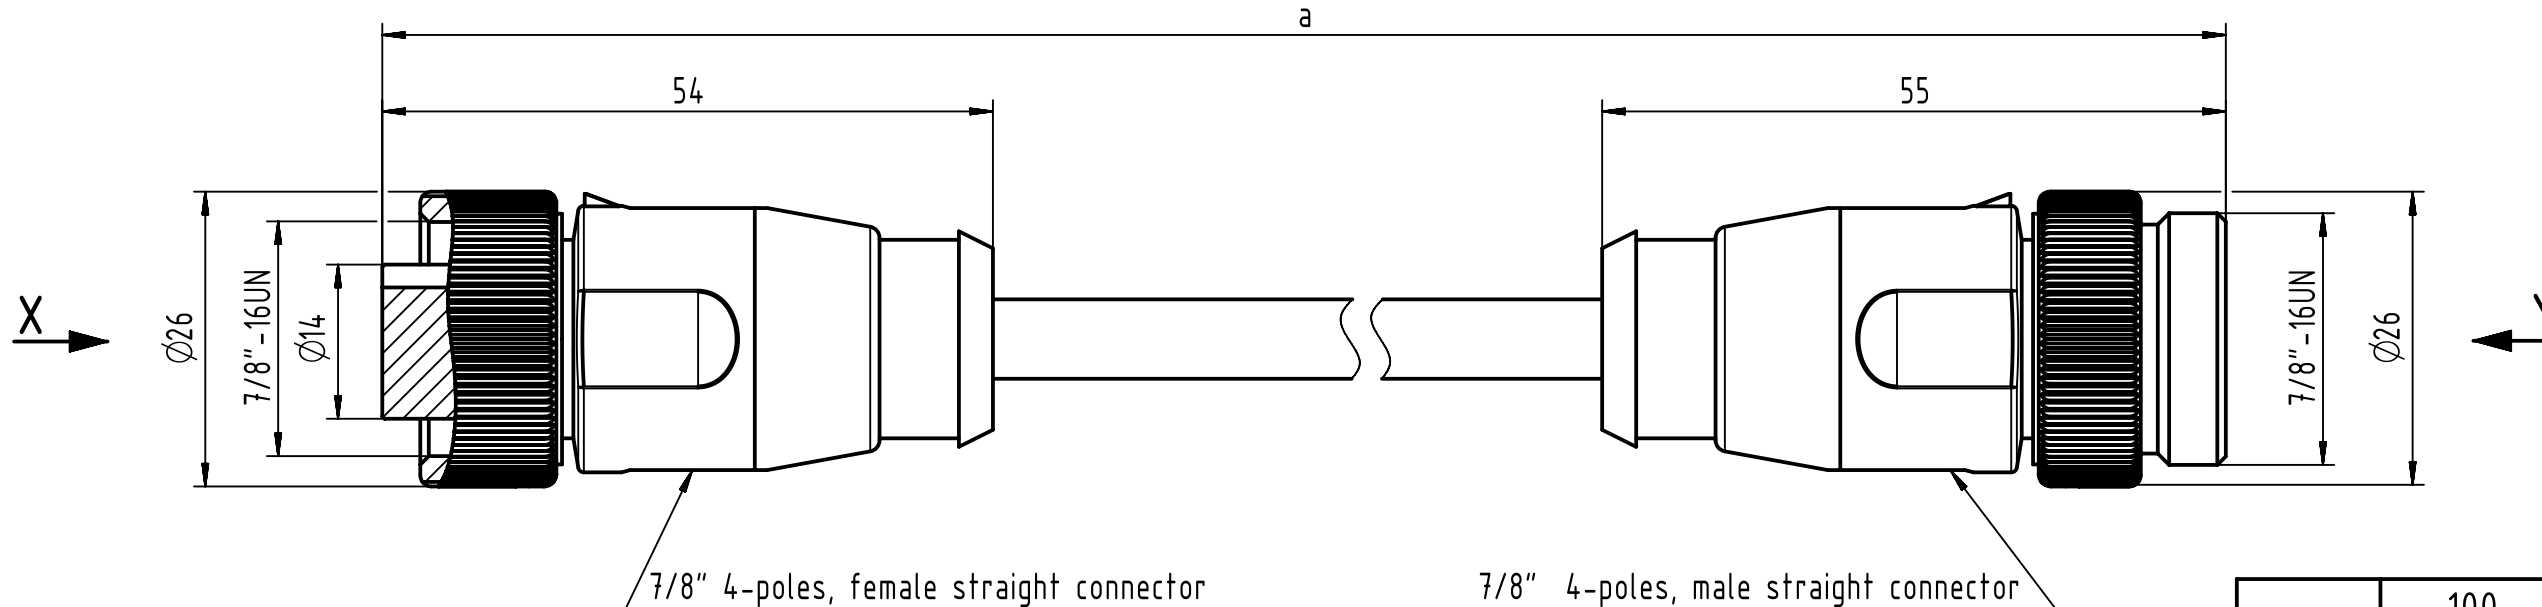 a
54
55
X
Ø26
7/8"-16UN
Ø14
7/8"-16UN
Ø26
7/8" 4-poles, female straight connector
7/8" 4-poles, male straight connector
100